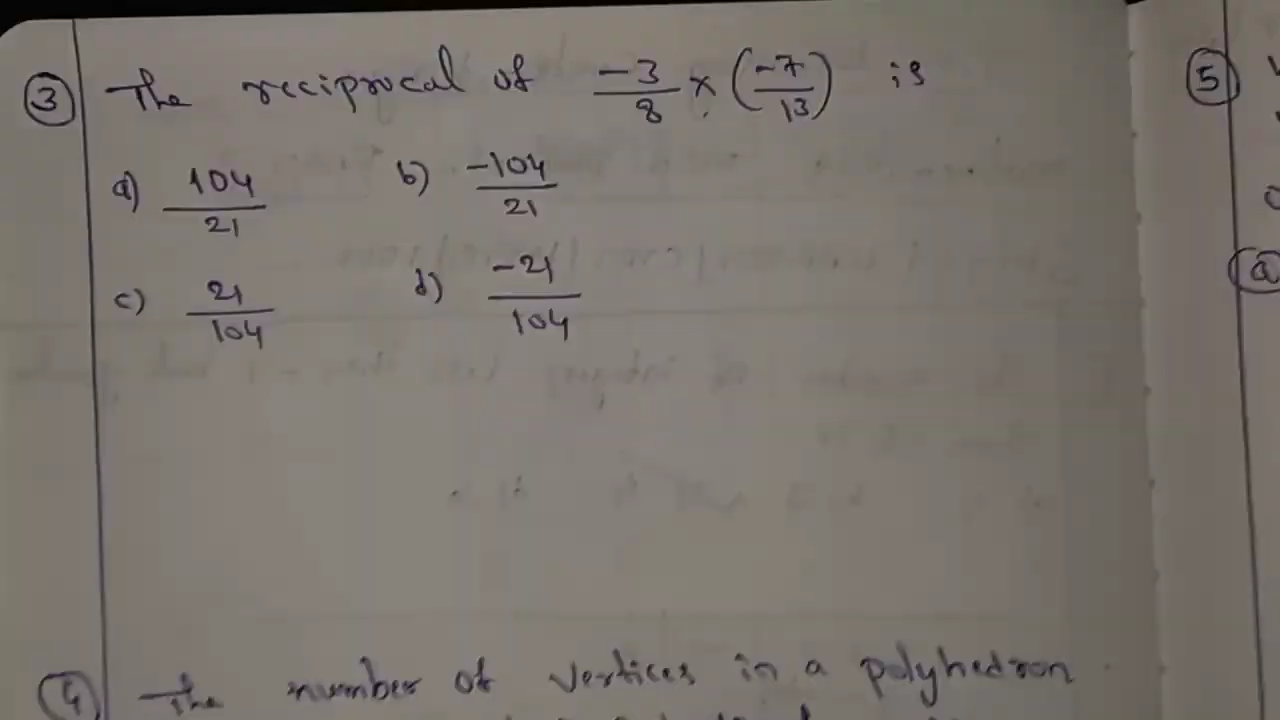 ③ The reciprocal of -3/8 × (-7/13) is
a) 104/21 b) -104/21
c) 21/104 d) -21/104
④ The number of vertices in a polyhedron
⑤
ⓐ